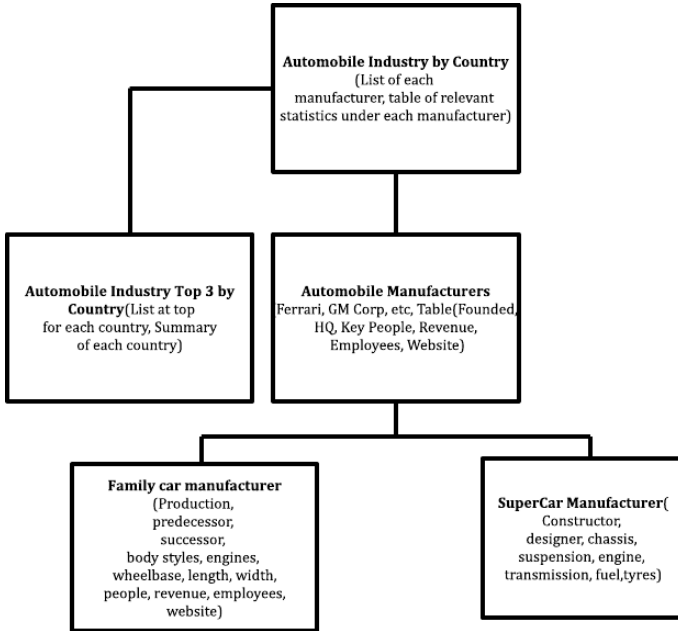 Automobile Industry by Country
(List of each
manufacturer, table of relevant
statistics under each manufacturer)
Automobile Industry Top 3 by
Country(List at top
for each country, Summary
of each country)
Automobile Manufacturers
Ferrari, GM Corp, etc, Table(Founded,
HQ, Key People, Revenue,
Employees, Website)
Family car manufacturer
(Production,
predecessor,
successor,
body styles, engines,
wheelbase, length, width,
people, revenue, employees,
website)
SuperCar Manufacturer(
Constructor,
designer, chassis,
suspension, engine,
transmission, fuel,tyres)